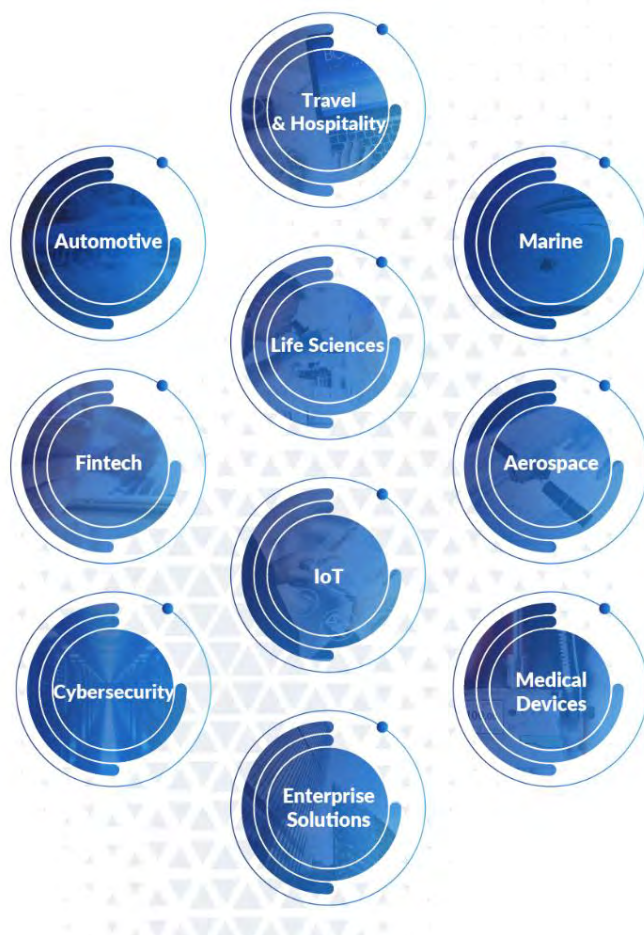 Travel
& Hospitality
Automotive
Marine
Life Sciences
Fintech
Aerospace
IoT
Cybersecurity
Medical
Devices
Enterprise
Solutions